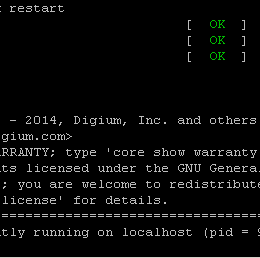 restart
[ OK ]
[ OK ]
[ OK ]
- 2014, Digium, Inc. and others
gium.com>
RRANTY; type 'core show warranty
ts licensed under the GNU Genera
; you are welcome to redistribute
license' for details.
=================================
tly running on localhost (pid =